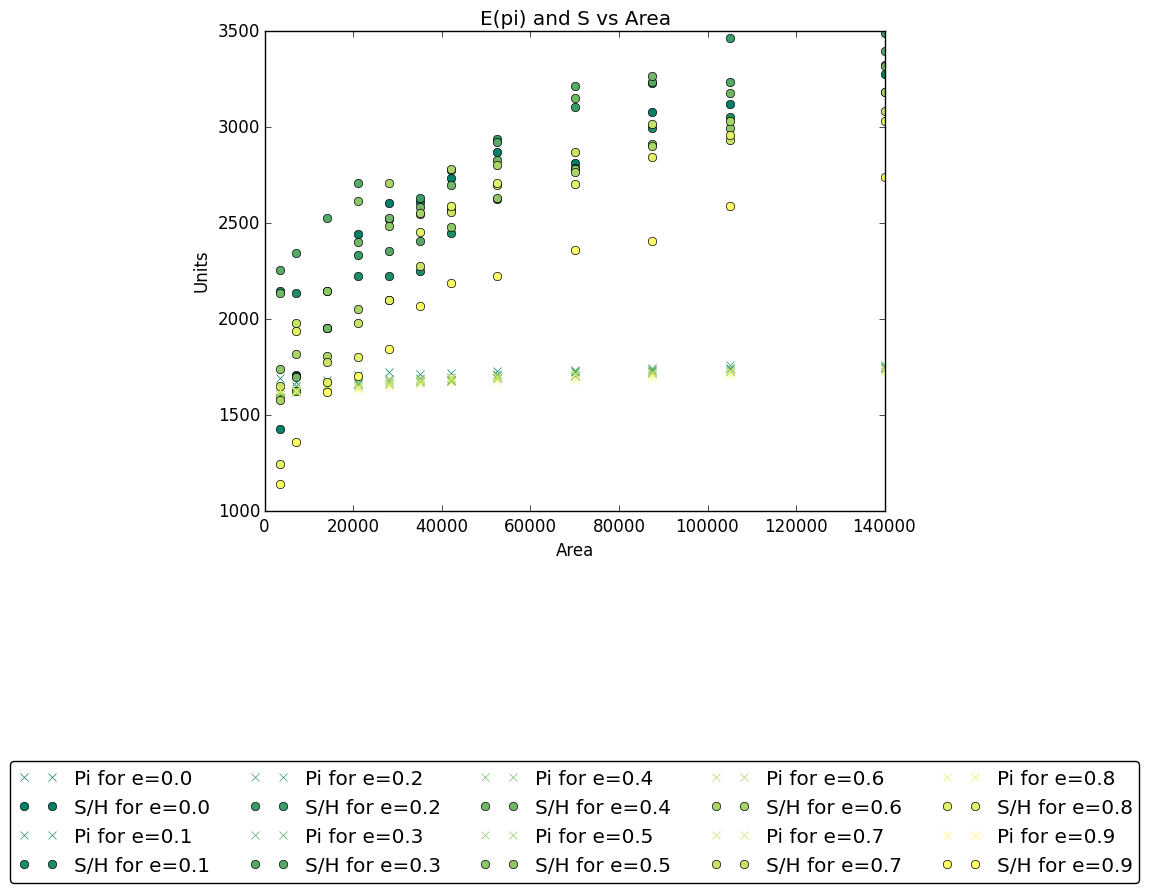 E(pi) and S vs Area
3500
3000
2500
2000
1500
1000
Units
0 20000 40000 60000 80000 100000 120000 140000
Area
Pi for e=0.0 Pi for e=0.2 Pi for e=0.4 Pi for e=0.6 Pi for e=0.8
S/H for e=0.0 S/H for e=0.2 S/H for e=0.4 S/H for e=0.6 S/H for e=0.8
Pi for e=0.1 Pi for e=0.3 Pi for e=0.5 Pi for e=0.7 Pi for e=0.9
S/H for e=0.1 S/H for e=0.3 S/H for e=0.5 S/H for e=0.7 S/H for e=0.9